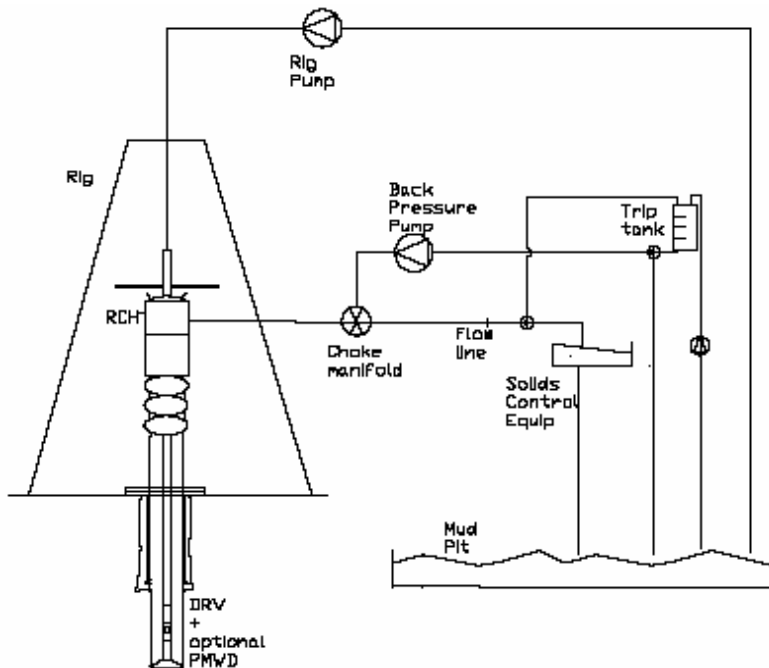 Rig
Pump
Rig
Back
Pressure
Pump
Trip
tank
RCH
Choke
manifold
Flow
line
Solids
Control
Equip
Mud
Pit
DRV
+
optional
PMWD